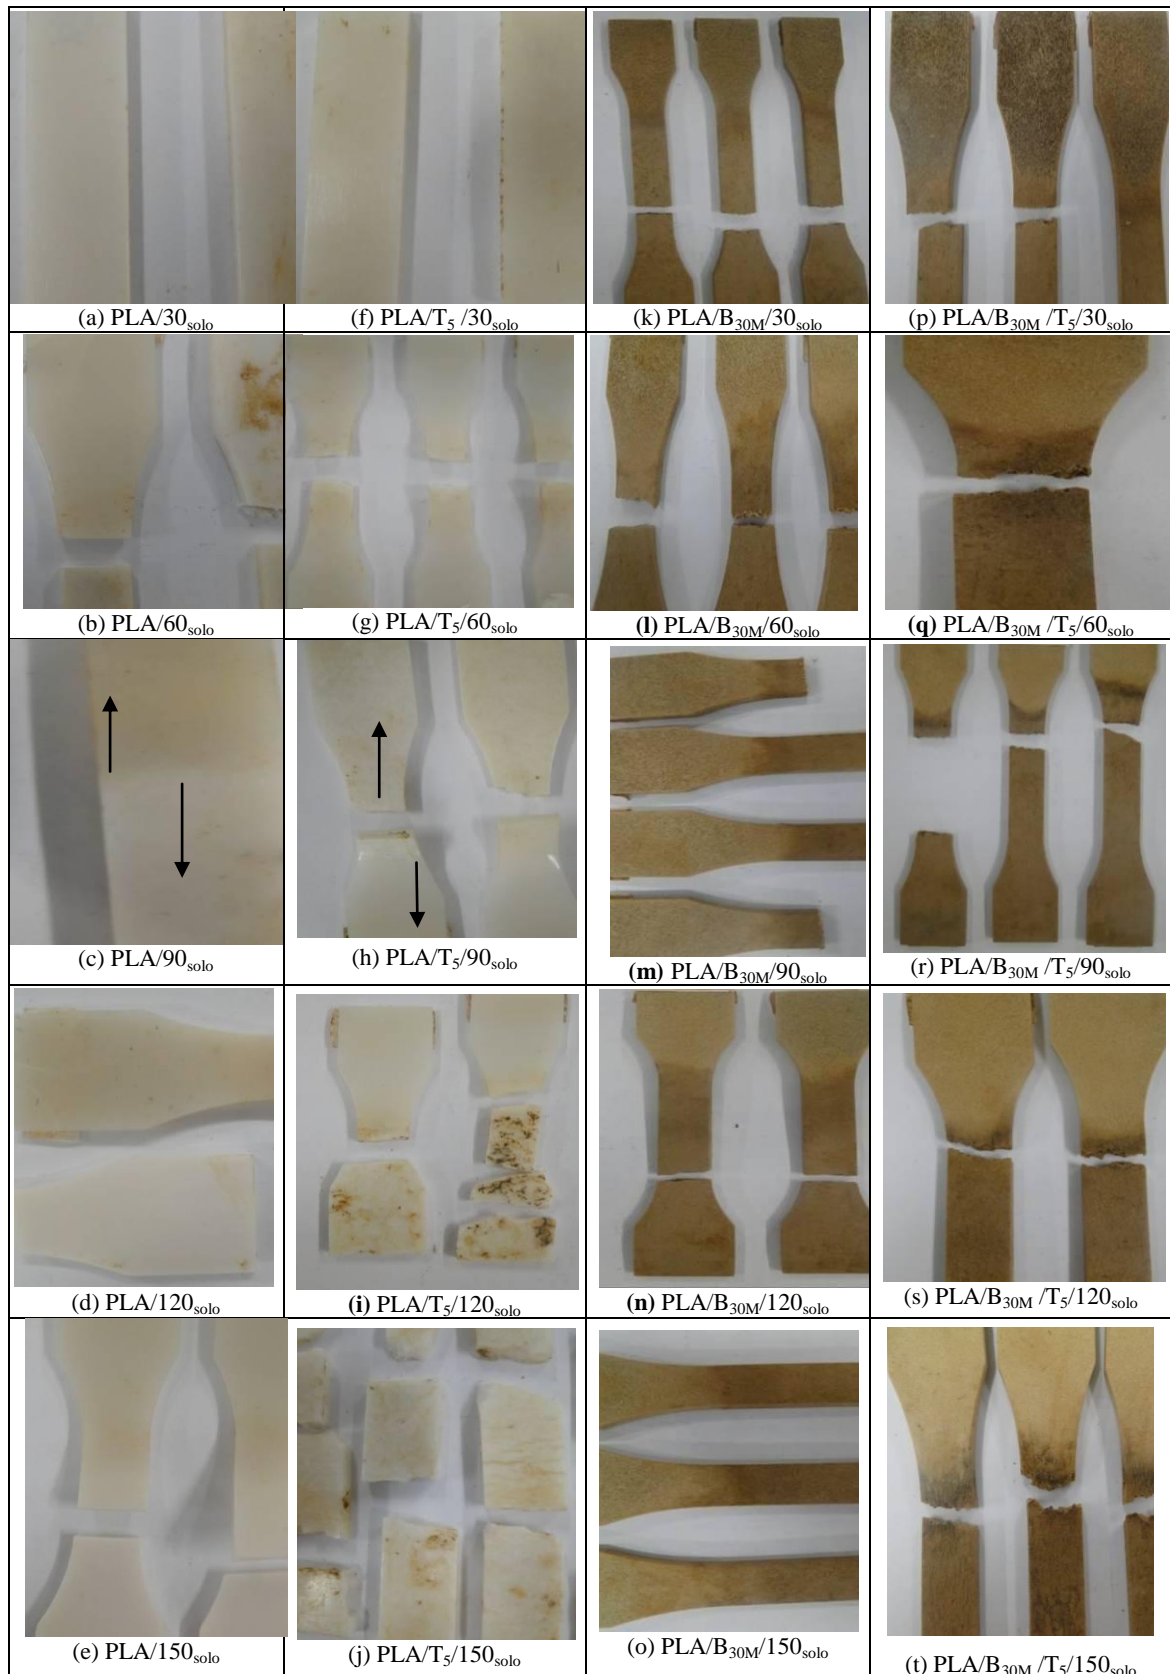 (a) PLA/30solo
(f) PLA/T5 /30solo
(k) PLA/B30M/30solo
(p) PLA/B30M /T5/30solo
(b) PLA/60solo
(g) PLA/T5/60solo
(l) PLA/B30M/60solo
(q) PLA/B30M /T5/60solo
(c) PLA/90solo
(h) PLA/T5/90solo
(m) PLA/B30M/90solo
(r) PLA/B30M /T5/90solo
(d) PLA/120solo
(i) PLA/T5/120solo
(n) PLA/B30M/120solo
(s) PLA/B30M /T5/120solo
(e) PLA/150solo
(j) PLA/T5/150solo
(o) PLA/B30M/150solo
(t) PLA/B30M /T5/150solo